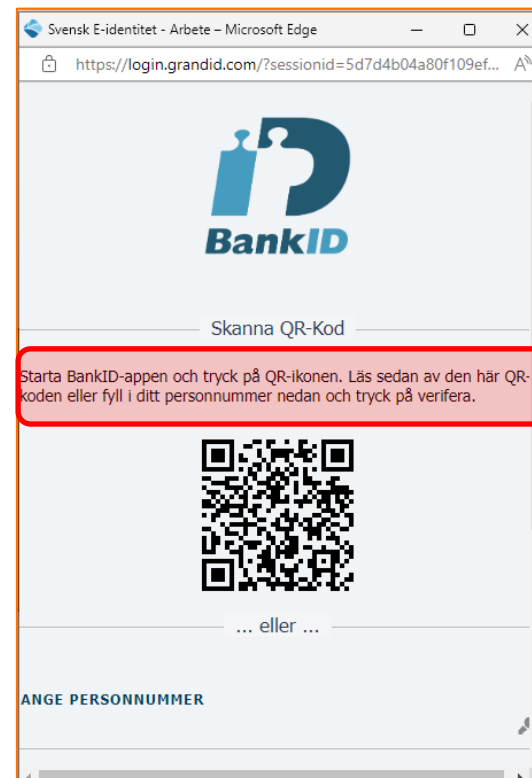 Svensk E-identitet - Arbete – Microsoft Edge
https://login.grandid.com/?sessionid=5d7d4b04a80f109ef... A
BankID
Skanna QR-Kod
Starta BankID-appen och tryck på QR-ikonen. Läs sedan av den här QR-
koden eller fyll i ditt personnummer nedan och tryck på verifera.
... eller ...
ANGE PERSONNUMMER